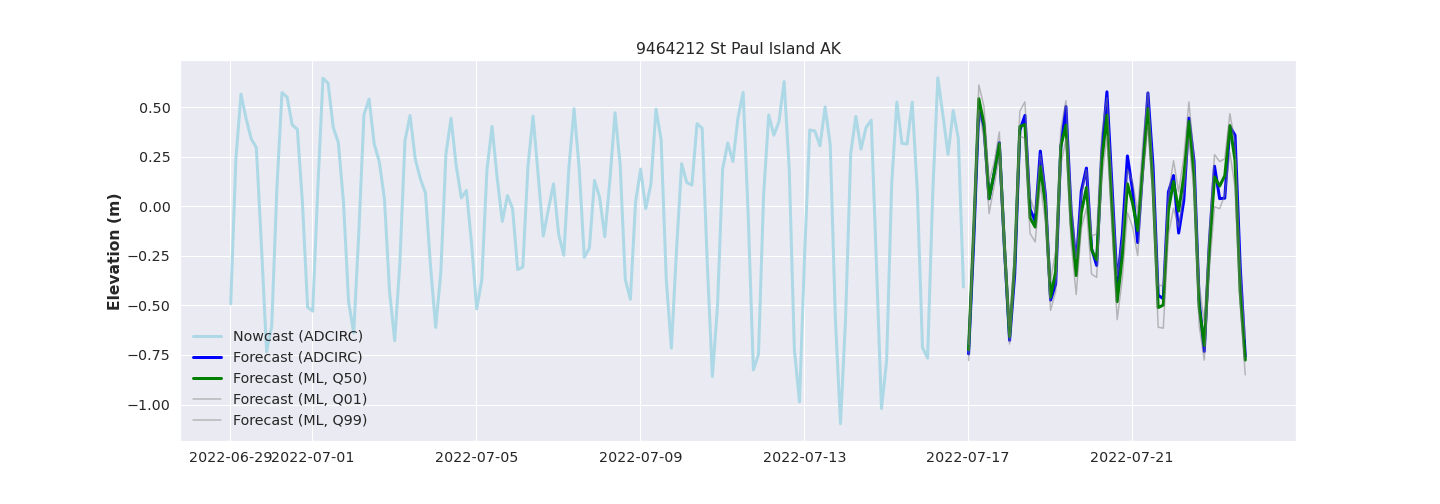 9464212 St Paul Island AK
Elevation (m)
0.50
0.25
0.00
−0.25
−0.50
−0.75
−1.00
Nowcast (ADCIRC)
Forecast (ADCIRC)
Forecast (ML, Q50)
Forecast (ML, Q01)
Forecast (ML, Q99)
2022-06-29 2022-07-01 2022-07-05 2022-07-09 2022-07-13 2022-07-17 2022-07-21